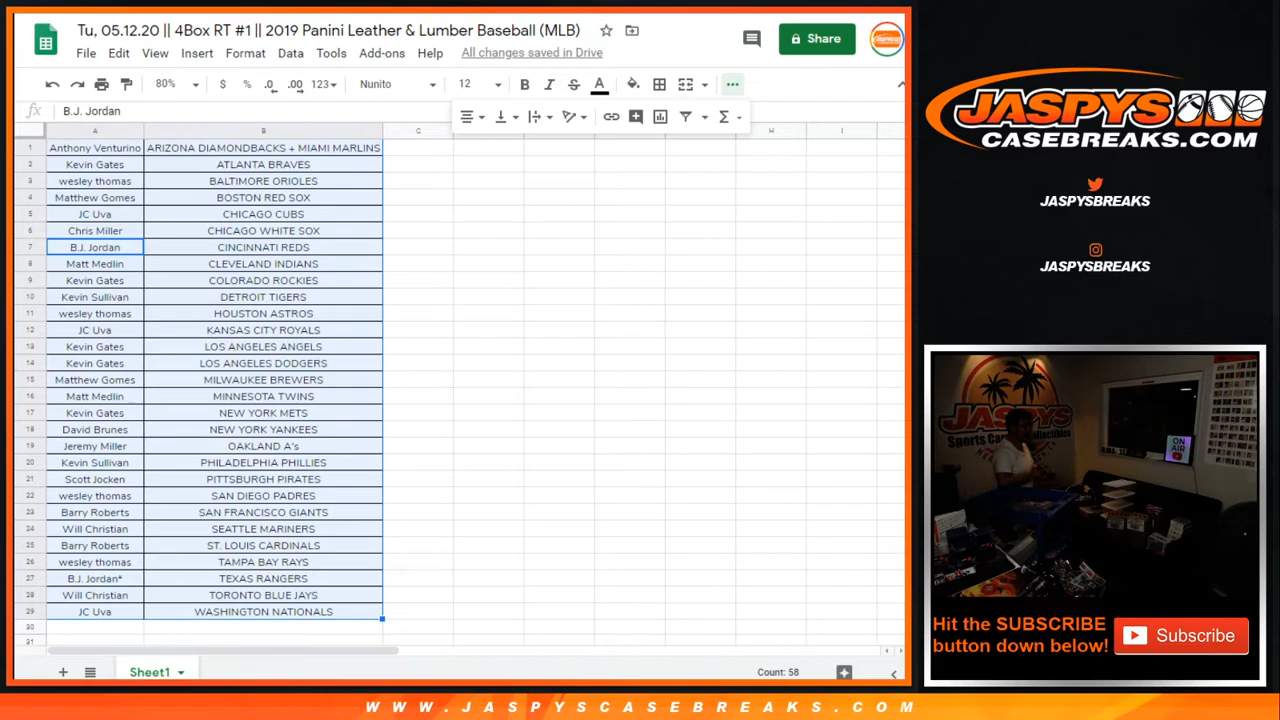 Tu, 05.12.20 || 4Box RT #1 || 2019 Panini Leather & Lumber Baseball (MLB)
File Edit View Insert Format Data Tools Add-ons Help All changes saved in Drive
Share
80% $ % .0 .00 123 Nunito 12 B I S A
fx B.J. Jordan
A B C D E F G H I
1 Anthony Venturino ARIZONA DIAMONDBACKS + MIAMI MARLINS
2 Kevin Gates ATLANTA BRAVES
3 wesley thomas BALTIMORE ORIOLES
4 Matthew Gomes BOSTON RED SOX
5 JC Uva CHICAGO CUBS
6 Chris Miller CHICAGO WHITE SOX
7 B.J. Jordan CINCINNATI REDS
8 Matt Medlin CLEVELAND INDIANS
9 Kevin Gates COLORADO ROCKIES
10 Kevin Sullivan DETROIT TIGERS
11 wesley thomas HOUSTON ASTROS
12 JC Uva KANSAS CITY ROYALS
13 Kevin Gates LOS ANGELES ANGELS
14 Kevin Gates LOS ANGELES DODGERS
15 Matthew Gomes MILWAUKEE BREWERS
16 Matt Medlin MINNESOTA TWINS
17 Kevin Gates NEW YORK METS
18 David Brunes NEW YORK YANKEES
19 Jeremy Miller OAKLAND A's
20 Kevin Sullivan PHILADELPHIA PHILLIES
21 Scott Jocken PITTSBURGH PIRATES
22 wesley thomas SAN DIEGO PADRES
23 Barry Roberts SAN FRANCISCO GIANTS
24 Will Christian SEATTLE MARINERS
25 Barry Roberts ST. LOUIS CARDINALS
26 wesley thomas TAMPA BAY RAYS
27 B.J. Jordan* TEXAS RANGERS
28 Will Christian TORONTO BLUE JAYS
29 JC Uva WASHINGTON NATIONALS
30
31
Sheet1
Count: 58
JASPYS
CASEBREAKS.COM
JASPYSBREAKS
JASPYSBREAKS
JASPYS
Sports Cards
ON
AIR
Hit the SUBSCRIBE
button down below!
Subscribe
WWW.JASPYSCASEBREAKS.COM